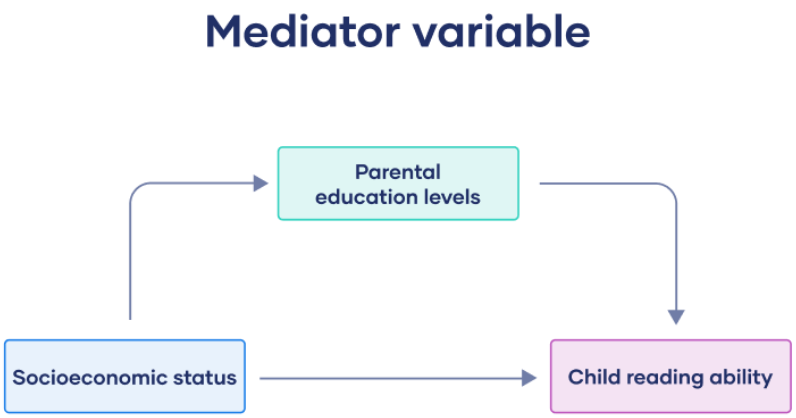 Mediator variable
Parental
education levels
Socioeconomic status
Child reading ability